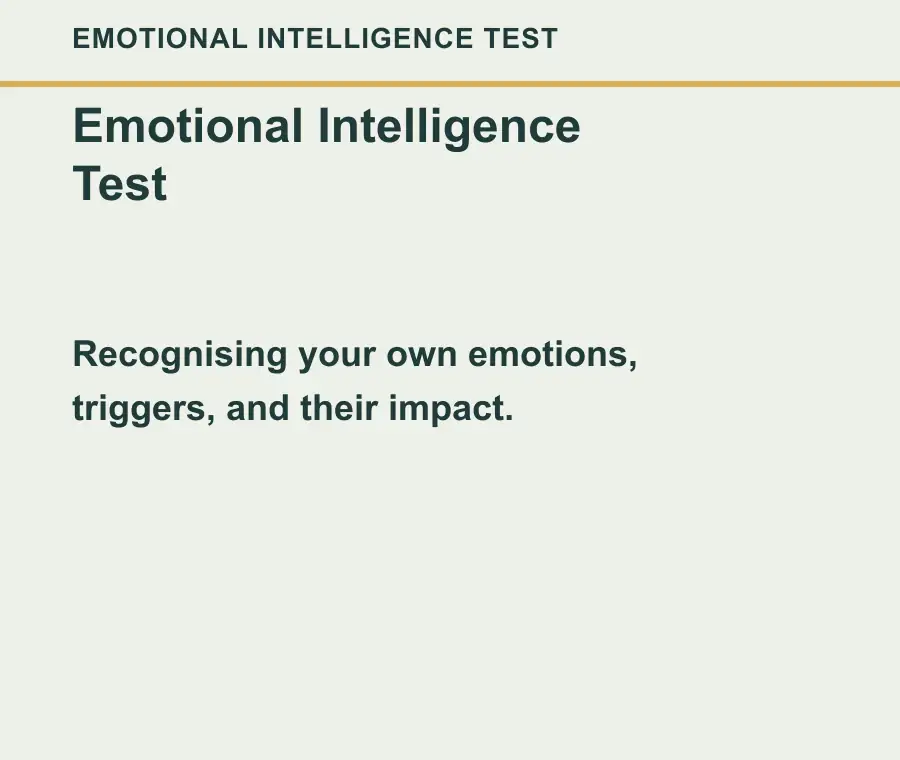 EMOTIONAL INTELLIGENCE TEST
Emotional Intelligence
Test
Recognising your own emotions,
triggers, and their impact.